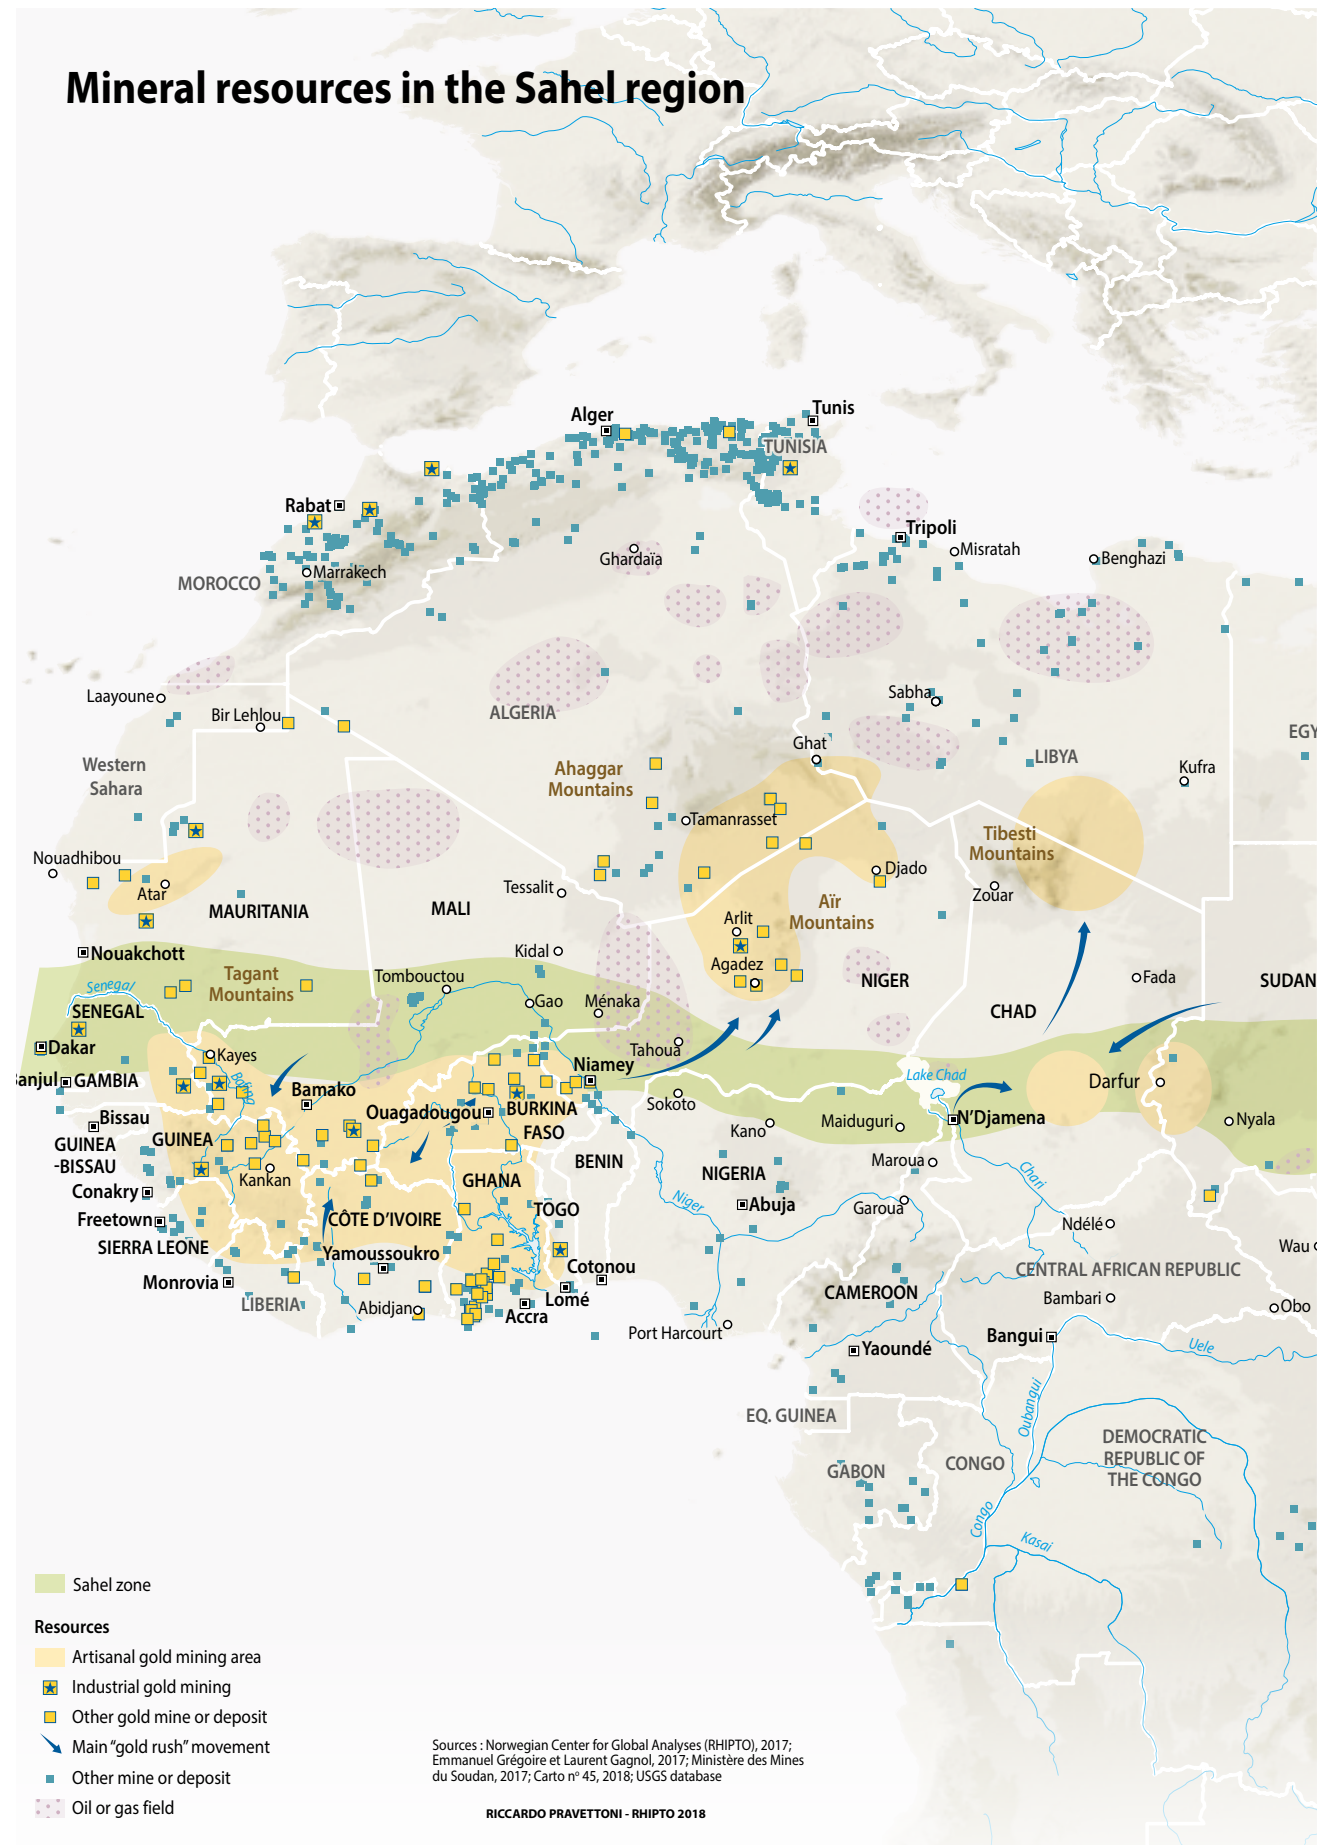 Mineral resources in the Sahel region
Alger
Tunis
TUNISIA
Rabat
Tripoli
Misratah
Benghazi
Ghardaïa
Marrakech
MOROCCO
Laayoune
Bir Lehlou
ALGERIA
Sabha
Ghat
LIBYA
EGY
Kufra
Western
Sahara
Ahaggar
Mountains
Tamanrasset
Tibesti
Mountains
Nouadhibou
Atar
Djado
Zouar
Tessalit
MAURITANIA
MALI
Aïr
Mountains
Arlit
Nouakchott
Kidal
Agadez
Tagant
Mountains
Tombouctou
NIGER
Fada
SUDAN
Senegal
SENEGAL
Gao
Ménaka
CHAD
Dakar
Kayes
Tahoua
Niamey
Lake Chad
Darfur
Banjul
GAMBIA
Bafing
Bamako
Ouagadougou
BURKINA
FASO
Sokoto
Kano
Maiduguri
N'Djamena
Nyala
Bissau
GUINEA
-BISSAU
GUINEA
BENIN
Maroua
Kankan
GHANA
NIGERIA
Chari
Conakry
Niger
Abuja
Garoua
Freetown
CÔTE D'IVOIRE
TOGO
Ndélé
SIERRA LEONE
Yamoussoukro
Cotonou
Wau
Monrovia
CENTRAL AFRICAN REPUBLIC
LIBERIA
Abidjan
Lomé
Accra
CAMEROON
Bambari
Obo
Port Harcourt
Bangui
Yaoundé
Uele
Oubangui
EQ. GUINEA
DEMOCRATIC
REPUBLIC OF
THE CONGO
GABON
CONGO
Congo
Kasai
Sahel zone
Resources
Artisanal gold mining area
Industrial gold mining
Other gold mine or deposit
Main "gold rush" movement
Other mine or deposit
Oil or gas field
Sources : Norwegian Center for Global Analyses (RHIPTO), 2017;
Emmanuel Grégoire et Laurent Gagnol, 2017; Ministère des Mines
du Soudan, 2017; Carto nº 45, 2018; USGS database
RICCARDO PRAVETTONI - RHIPTO 2018